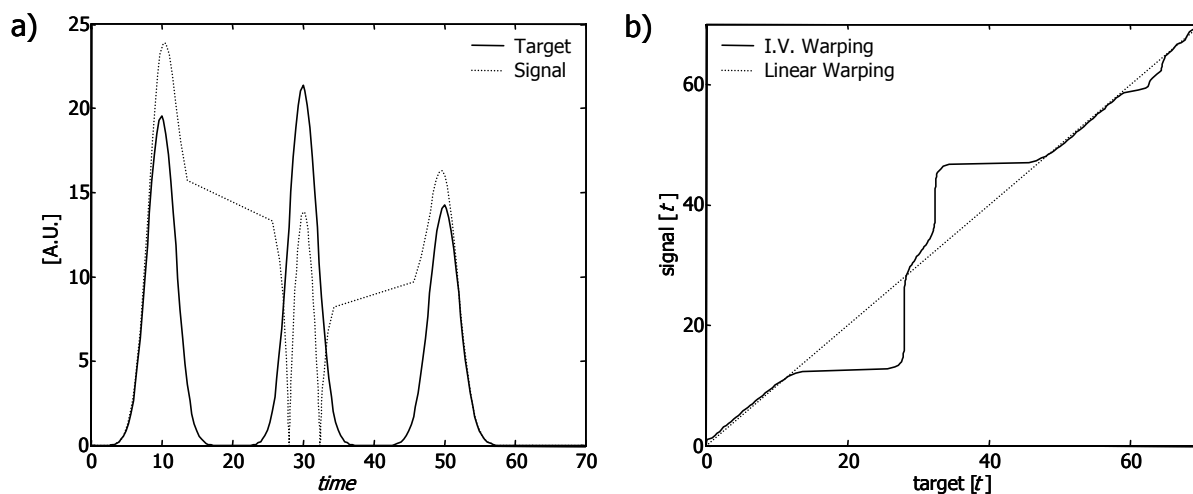 a)
25
20
15
10
5
0
[A.U.]
Target
Signal
0 10 20 30 40 50 60 70
time
b)
I.V. Warping
Linear Warping
60
40
20
0
signal [t]
0 20 40 60
target [t]